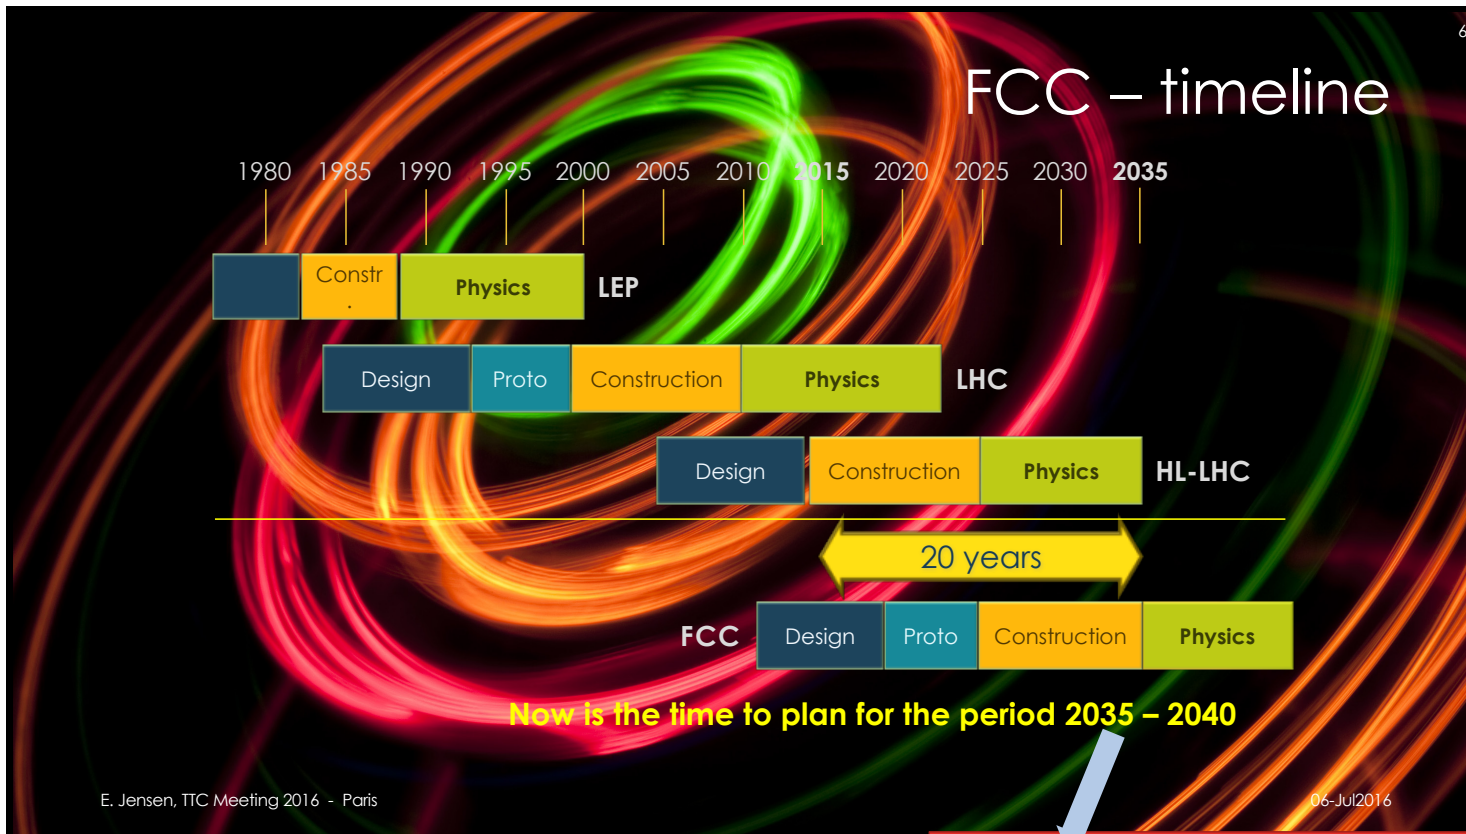 6
FCC – timeline
1980 1985 1990 1995 2000 2005 2010 2015 2020 2025 2030 2035
Constr
.
Physics
LEP
Design
Proto
Construction
Physics
LHC
Design
Construction
Physics
HL-LHC
20 years
FCC
Design
Proto
Construction
Physics
Now is the time to plan for the period 2035 – 2040
E. Jensen, TTC Meeting 2016 - Paris
06-Jul2016